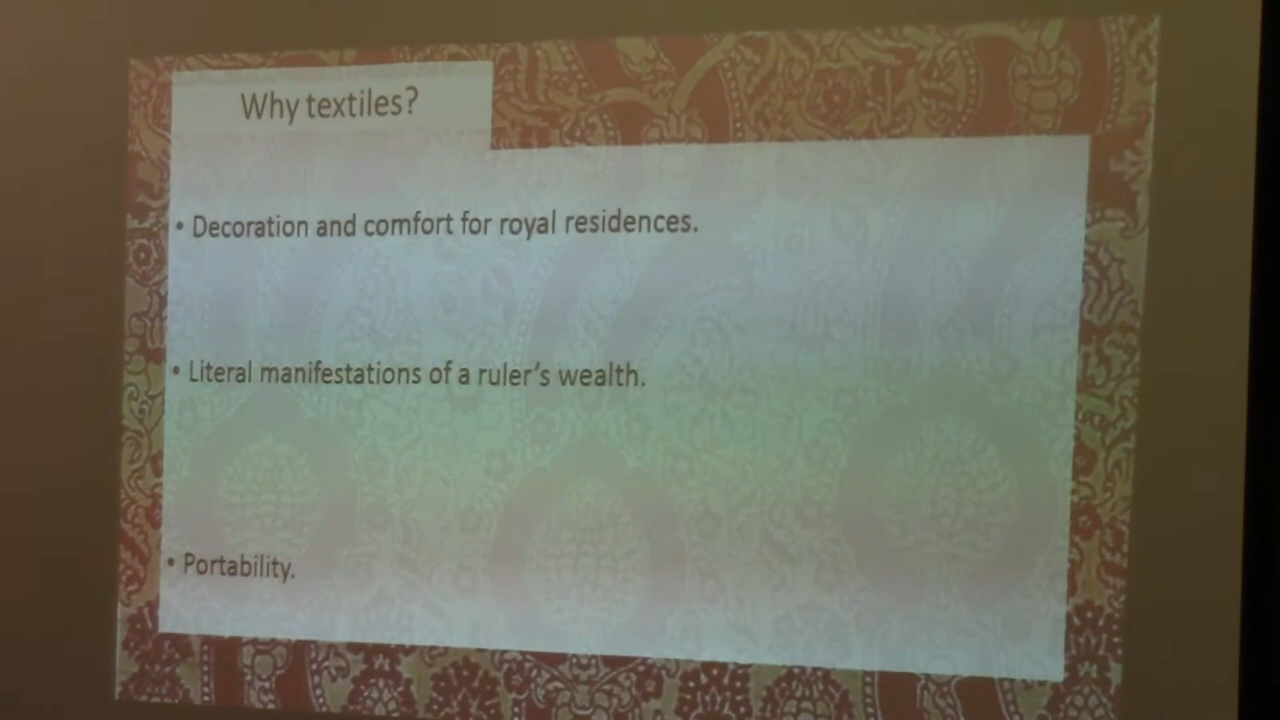 Why textiles?
• Decoration and comfort for royal residences.
• Literal manifestations of a ruler's wealth.
• Portability.